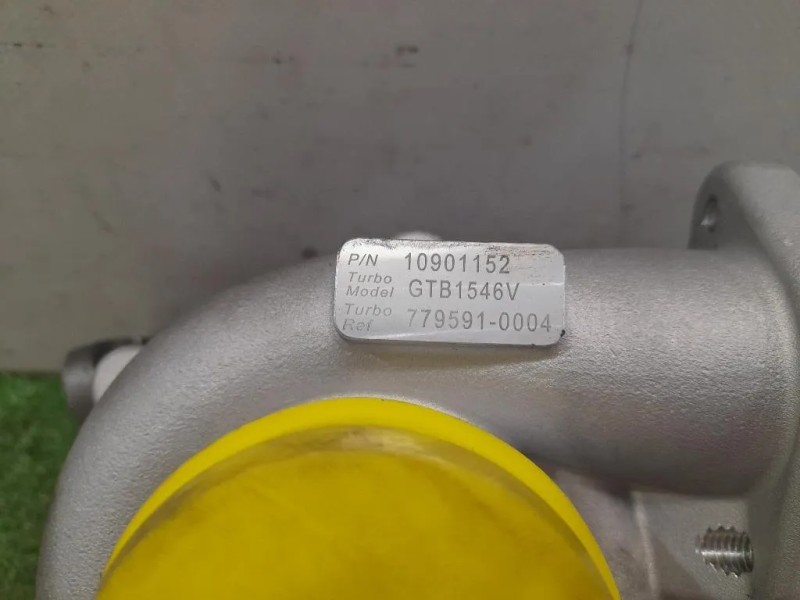 P/N 10901152
Turbo
Model GTB1546V
Turbo
Ref 779591-0004